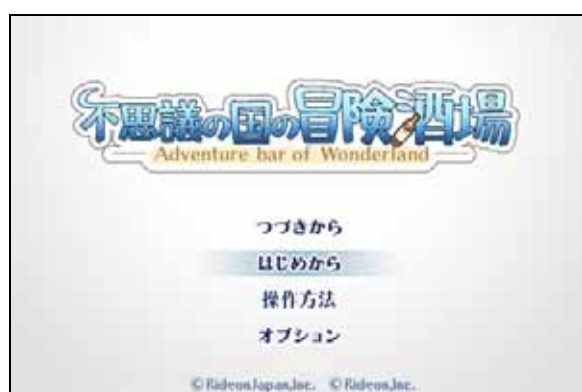 不思議の国の冒険酒場
Adventure bar of Wonderland
つづきから
はじめから
操作方法
オプション
©RideonJapan,Inc. ©Rideon,Inc.